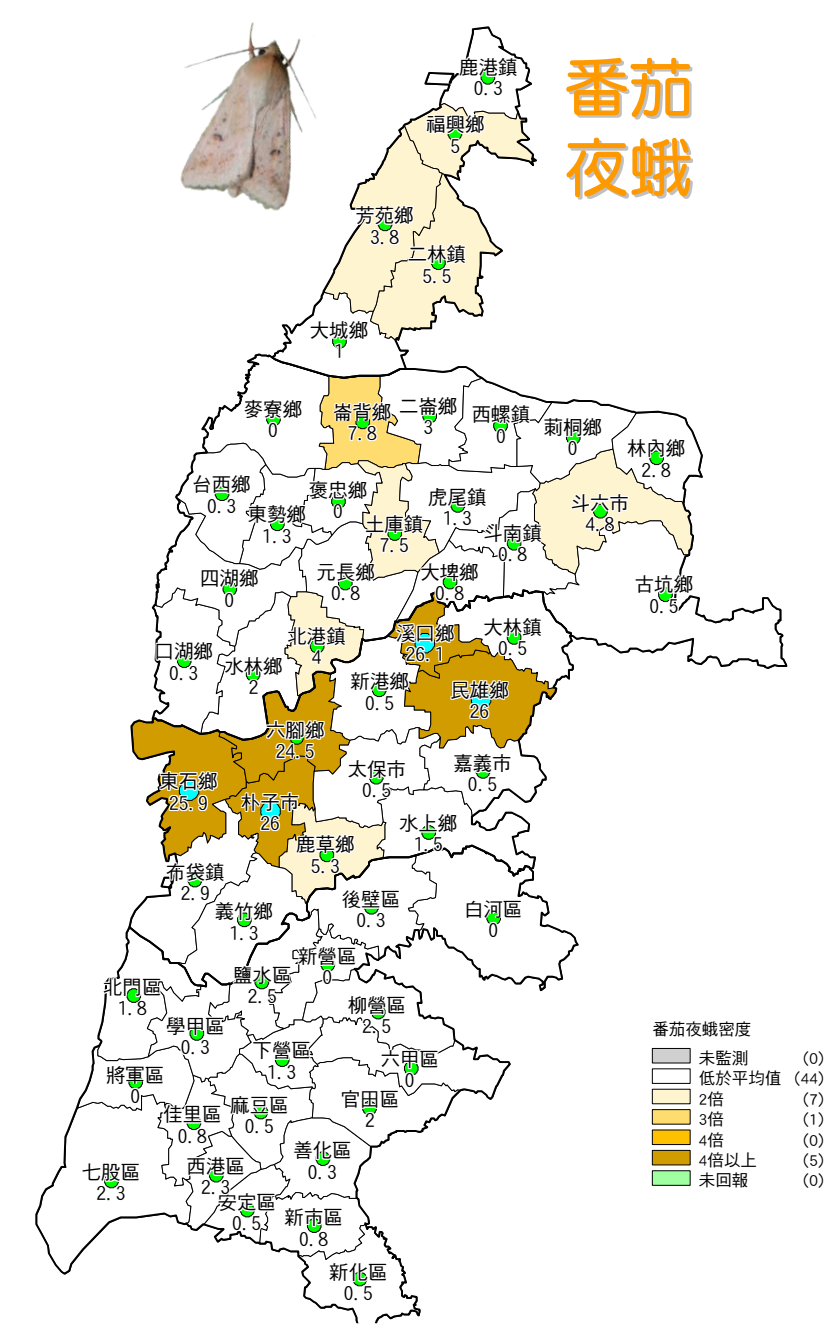 番茄
夜蛾
鹿港鎮
0.3
福興鄉
5
芳苑鄉
3.8
二林鎮
5.5
大城鄉
1
麥寮鄉
0
崙背鄉
7.8
二崙鄉
3
西螺鎮
0
莿桐鄉
0
林內鄉
2.8
台西鄉
0.3
東勢鄉
1.3
褒忠鄉
0
土庫鎮
7.5
虎尾鎮
1.3
斗南鎮
0.8
斗六市
4.8
四湖鄉
0
元長鄉
0.8
大埤鄉
0.8
古坑鄉
0.5
口湖鄉
0.3
水林鄉
2
北港鎮
4
溪口鄉
26.1
大林鎮
0.5
新港鄉
0.5
民雄鄉
26
六腳鄉
24.5
東石鄉
25.9
朴子市
26
太保市
0.5
嘉義市
0.5
鹿草鄉
5.3
水上鄉
1.5
布袋鎮
2.9
義竹鄉
1.3
後壁區
0.3
白河區
0
新營區
0
鹽水區
2.5
北門區
1.8
學甲區
0.3
柳營區
2.5
下營區
1.3
六甲區
0
將軍區
0
佳里區
0.8
麻豆區
0.5
官田區
2
七股區
2.3
西港區
2.3
善化區
0.3
安定區
0.5
新市區
0.8
新化區
0.5
番茄夜蛾密度
未監測 (0)
低於平均值 (44)
2倍 (7)
3倍 (1)
4倍 (0)
4倍以上 (5)
未回報 (0)